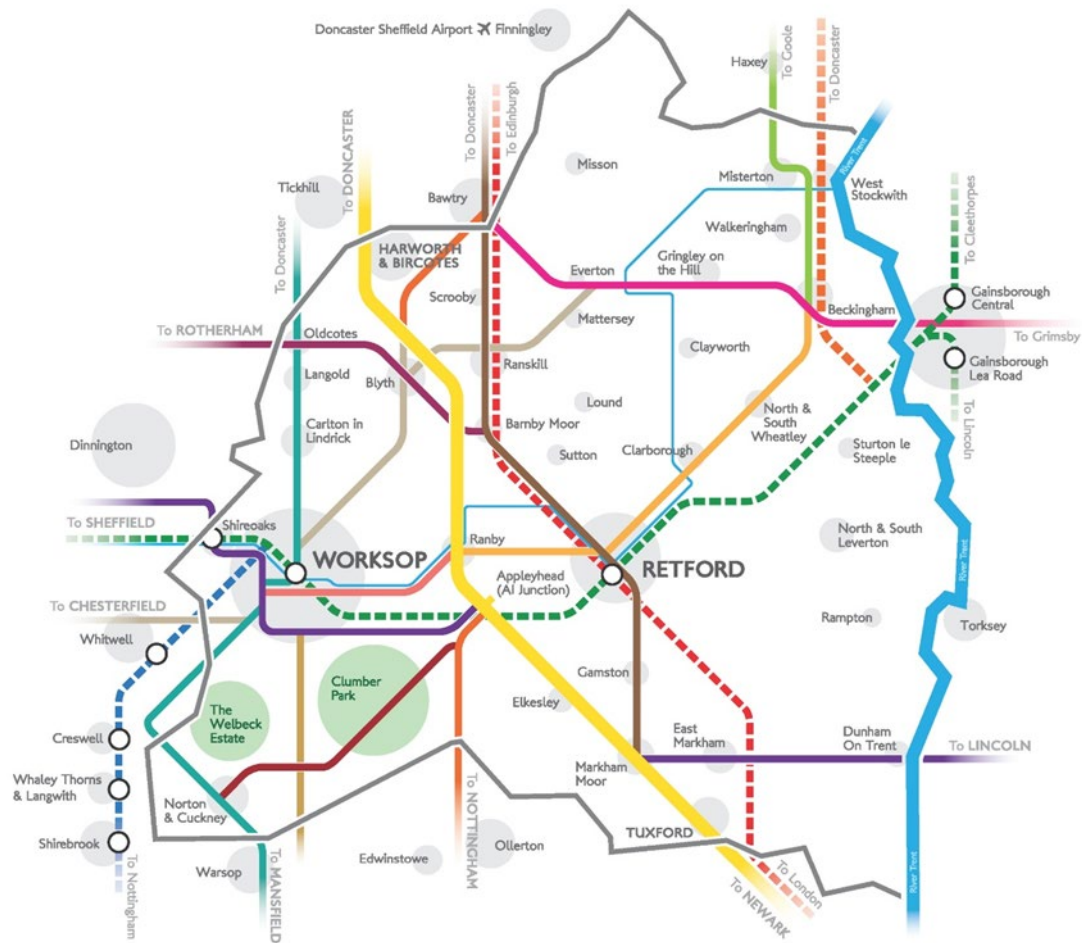 Doncaster Sheffield Airport ✈ Finningley
Haxey
To Goole
To Doncaster
To DONCASTER
To Doncaster
To Edinburgh
River Trent
Misson
Misterton
West
Stockwith
Tickhill
Bawtry
To Cleethorpes
Walkeringham
To Doncaster
HARWORTH
& BIRCOTES
Everton
Gringley on
the Hill
Scrooby
Gainsborough
Central
Beckingham
Mattersey
To ROTHERHAM
Oldcotes
To Grimsby
Clayworth
Ranskill
Langold
Blyth
Gainsborough
Lea Road
Lound
North &
South
Wheatley
To Lincoln
Carlton in
Lindrick
Barnby Moor
Dinnington
Sutton
Clarborough
Sturton le
Steeple
To SHEFFIELD
Shireoaks
Ranby
North & South
Leverton
WORKSOP
RETFORD
River Trent
Appleyhead
(A1 Junction)
To CHESTERFIELD
Whitwell
Rampton
Torksey
Clumber
Park
Gamston
Elkesley
The
Welbeck
Estate
Creswell
East
Markham
Dunham
On Trent
To LINCOLN
Markham
Moor
Whaley Thorns
& Langwith
Norton
& Cuckney
To NOTTINGHAM
TUXFORD
Shirebrook
Ollerton
Edwinstowe
Warsop
To Nottingham
To MANSFIELD
To London
To NEWARK
River Trent